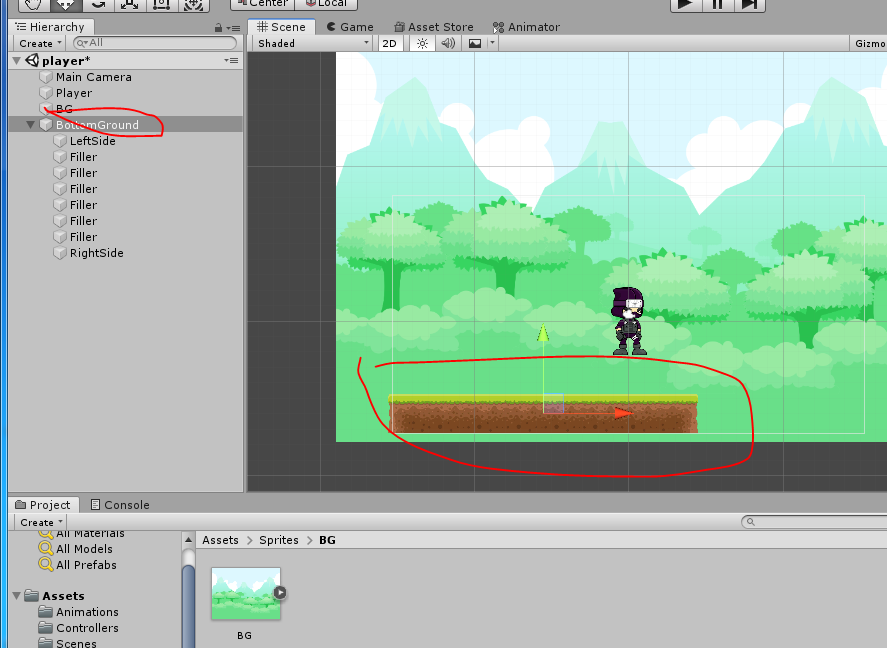 Center Local
Hierarchy
Create All
player*
Main Camera
Player
BG
BottomGround
LeftSide
Filler
Filler
Filler
Filler
Filler
Filler
RightSide
Scene Game Asset Store Animator
Shaded 2D Gizmo
Project Console
Create
All Materials
All Models
All Prefabs
Assets
Animations
Controllers
Scenes
Assets > Sprites > BG
BG